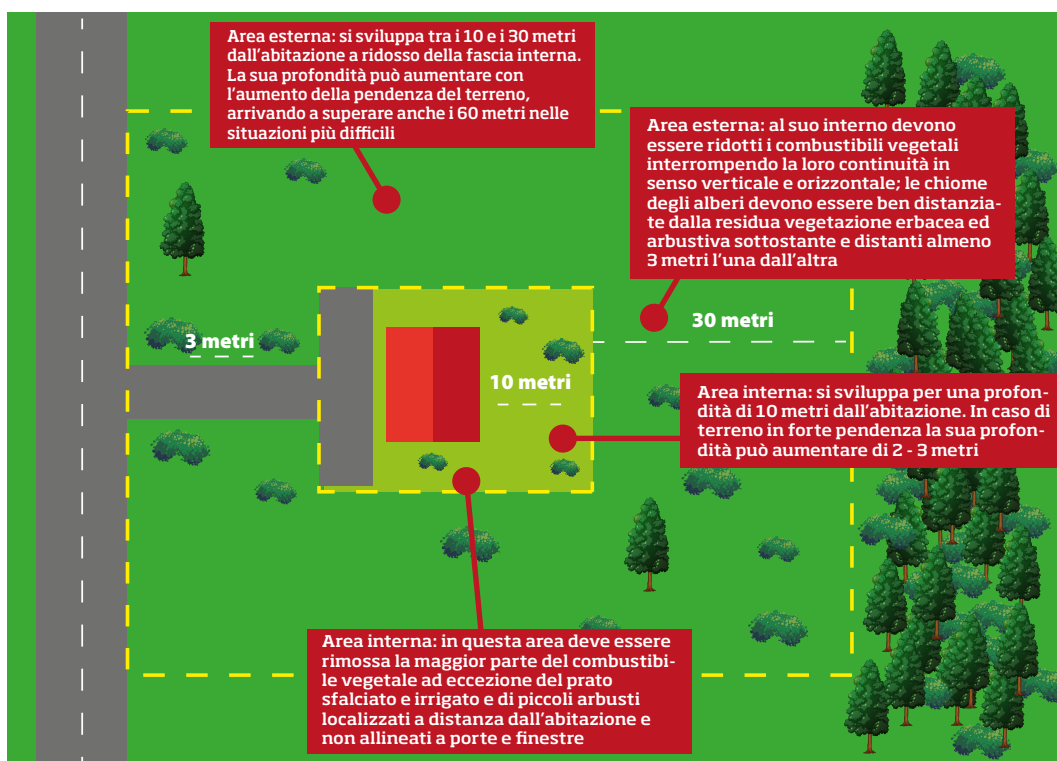 Area esterna: si sviluppa tra i 10 e i 30 metri
dall'abitazione a ridosso della fascia interna.
La sua profondità può aumentare con
l'aumento della pendenza del terreno,
arrivando a superare anche i 60 metri nelle
situazioni più difficili
Area esterna: al suo interno devono
essere ridotti i combustibili vegetali
interrompendo la loro continuità in
senso verticale e orizzontale; le chiome
degli alberi devono essere ben distanzia-
te dalla residua vegetazione erbacea ed
arbustiva sottostante e distanti almeno
3 metri l'una dall'altra
30 metri
3 metri
10 metri
Area interna: si sviluppa per una profon-
dità di 10 metri dall'abitazione. In caso di
terreno in forte pendenza la sua profon-
dità può aumentare di 2 - 3 metri
Area interna: in questa area deve essere
rimossa la maggior parte del combustibi-
le vegetale ad eccezione del prato
sfalciato e irrigato e di piccoli arbusti
localizzati a distanza dall'abitazione e
non allineati a porte e finestre